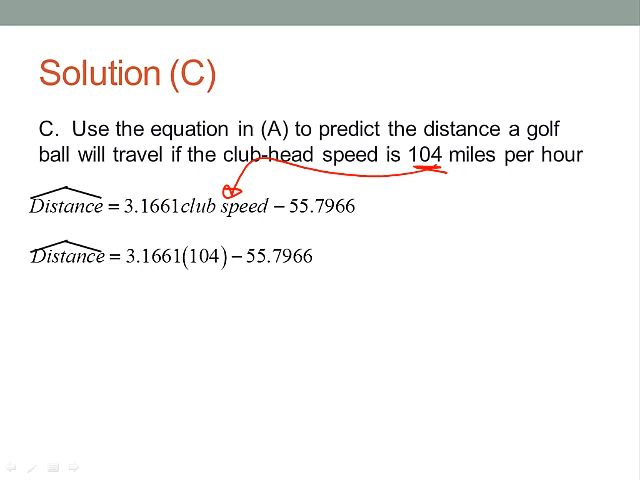 Solution (C)
C. Use the equation in (A) to predict the distance a golf
ball will travel if the club-head speed is 104 miles per hour
Distance = 3.1661club speed − 55.7966
Distance = 3.1661(104) − 55.7966